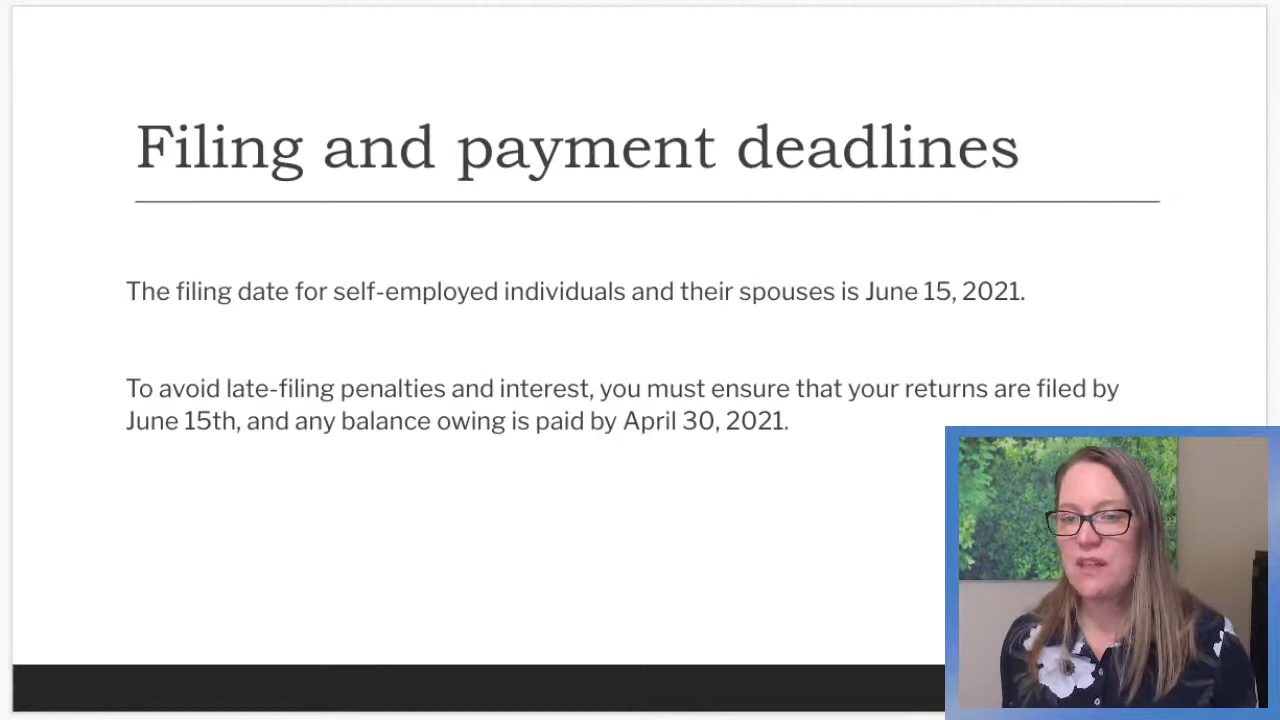 Filing and payment deadlines
The filing date for self-employed individuals and their spouses is June 15, 2021.
To avoid late-filing penalties and interest, you must ensure that your returns are filed by
June 15th, and any balance owing is paid by April 30, 2021.